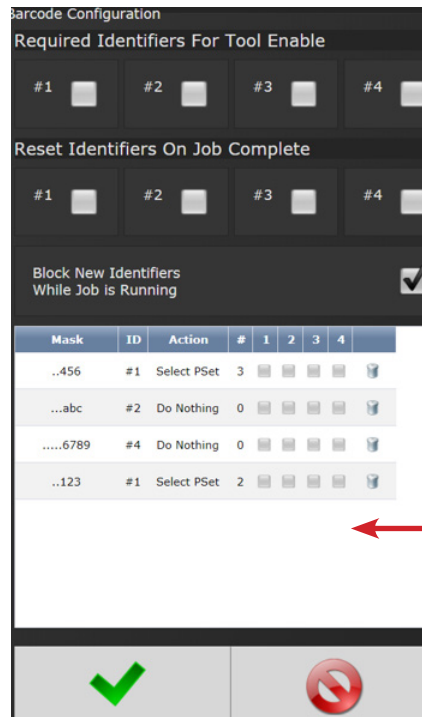 Barcode Configuration
Required Identifiers For Tool Enable
#1 #2 #3 #4
Reset Identifiers On Job Complete
#1 #2 #3 #4
Block New Identifiers
While Job is Running
Mask ID Action # 1 2 3 4
..456 #1 Select PSet 3
...abc #2 Do Nothing 0
.....6789 #4 Do Nothing 0
..123 #1 Select PSet 2